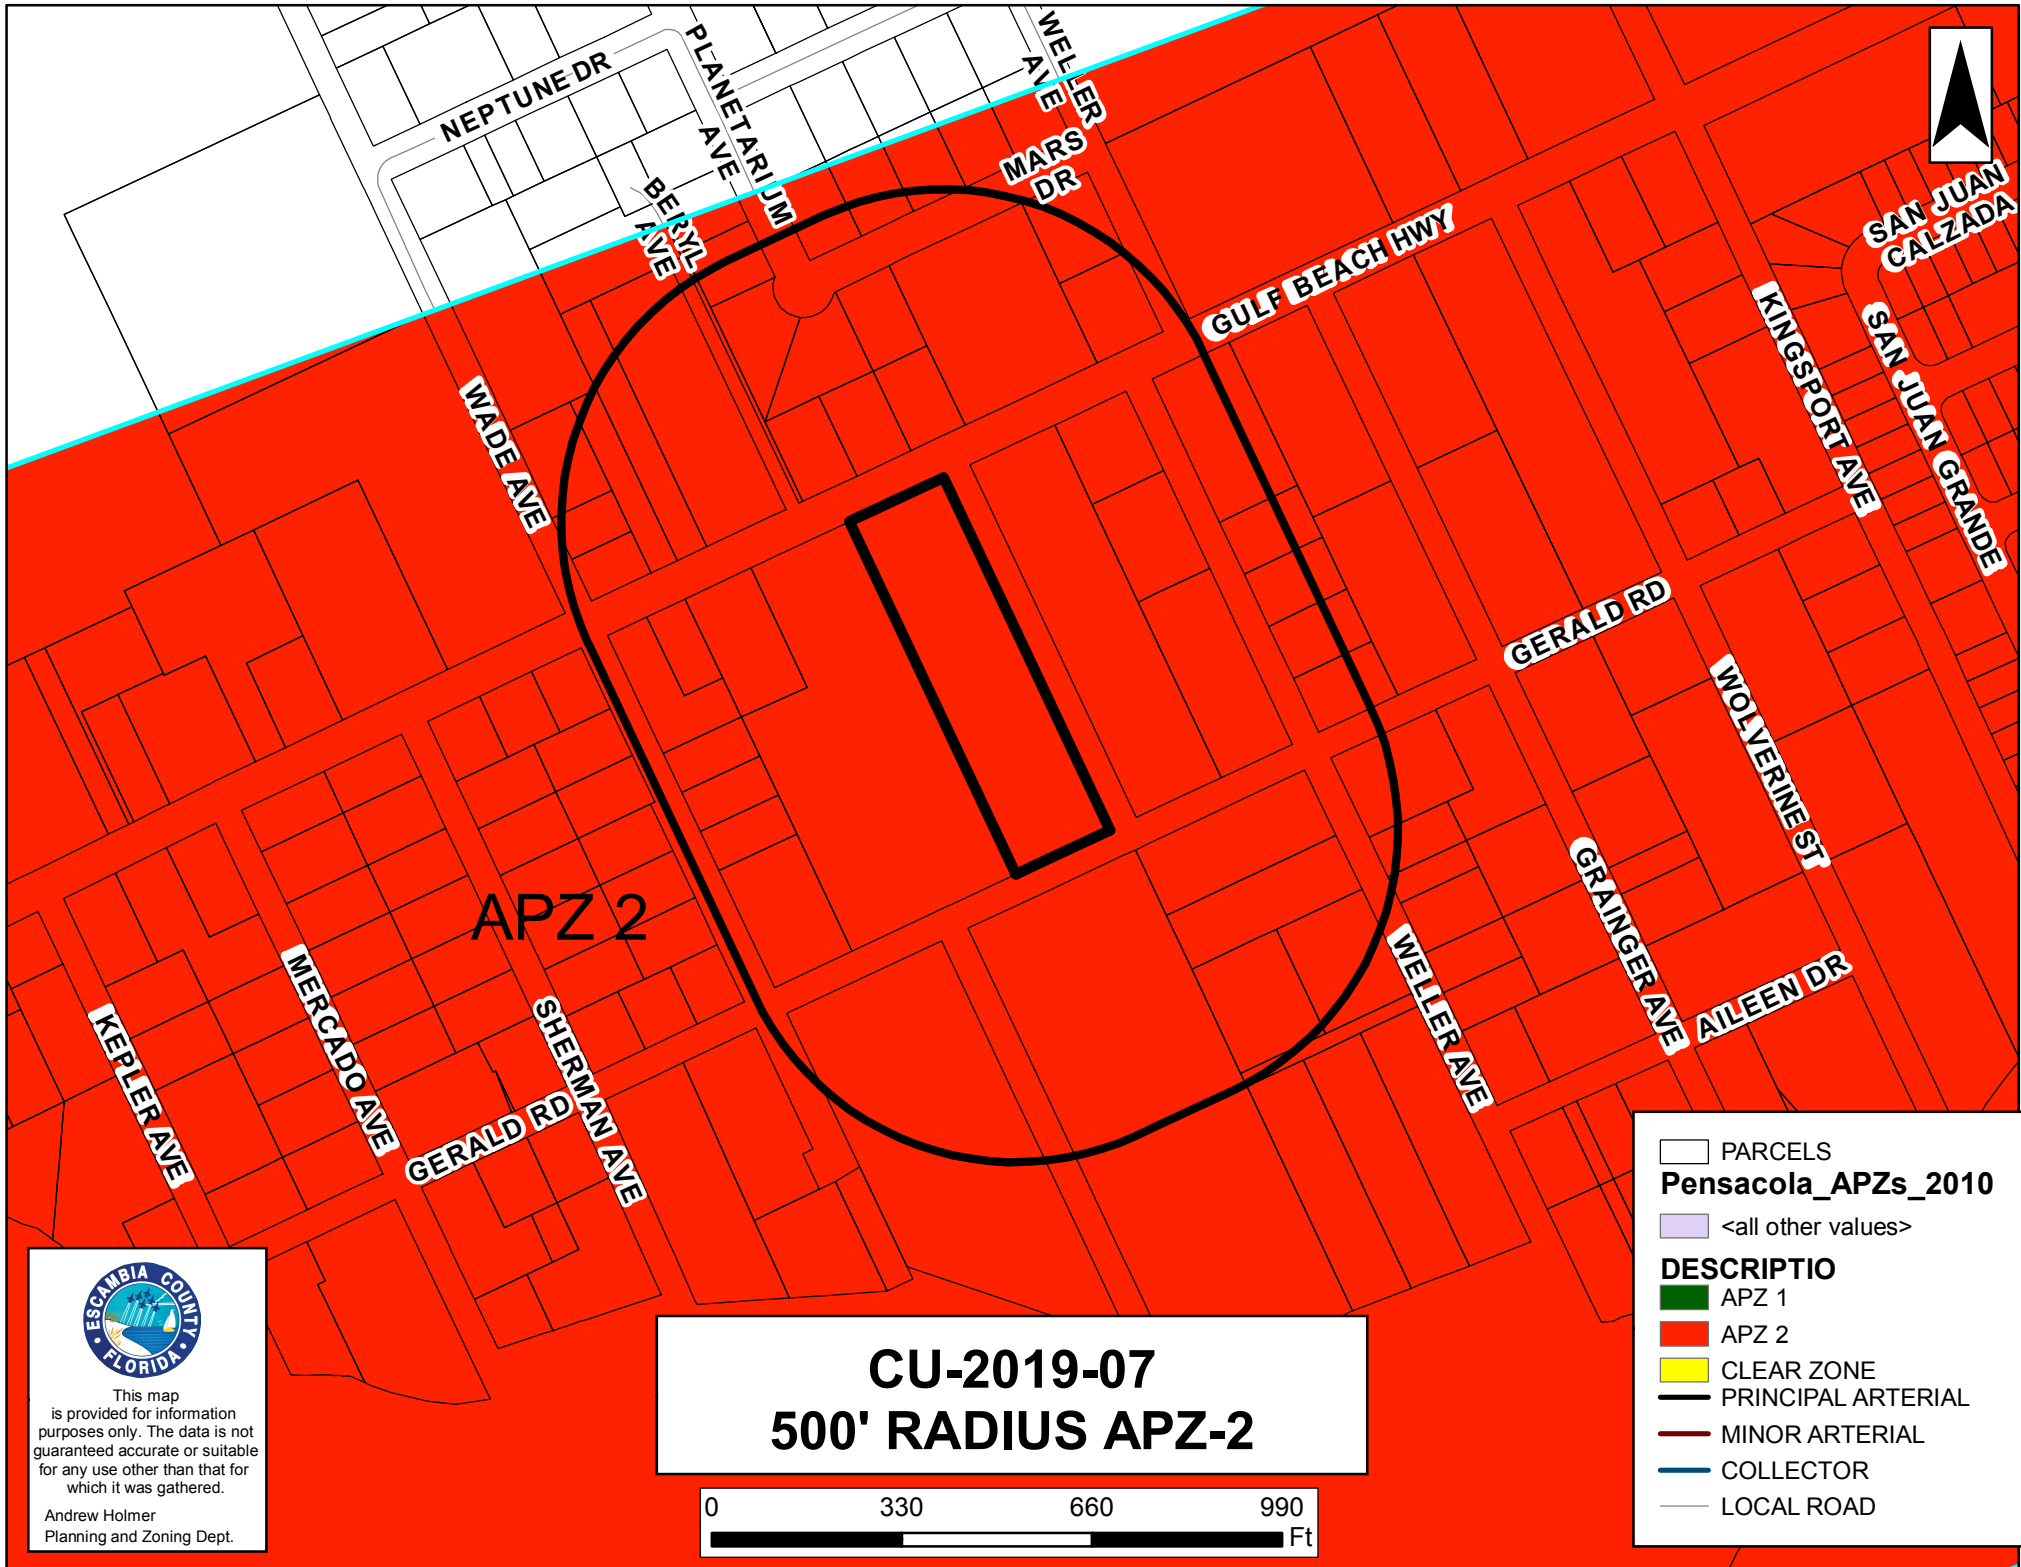 NEPTUNE DR
PLANETARIUM
AVE
WELLER
AVE
MARS
DR
BERYL
AVE
GULF BEACH HWY
SAN JUAN
CALZADA
KINGSPORT AVE
SAN JUAN GRANDE
WADE AVE
GERALD RD
WOLVERINE ST
GRAINGER AVE
AILEEN DR
WELLER AVE
APZ 2
MERCADO AVE
KEPLER AVE
SHERMAN AVE
GERALD RD
ESCAMBIA COUNTY
FLORIDA
This map
is provided for information
purposes only. The data is not
guaranteed accurate or suitable
for any use other than that for
which it was gathered.
Andrew Holmer
Planning and Zoning Dept.
CU-2019-07
500' RADIUS APZ-2
0 330 660 990
Ft
PARCELS
Pensacola_APZs_2010
<all other values>
DESCRIPTIO
APZ 1
APZ 2
CLEAR ZONE
PRINCIPAL ARTERIAL
MINOR ARTERIAL
COLLECTOR
LOCAL ROAD